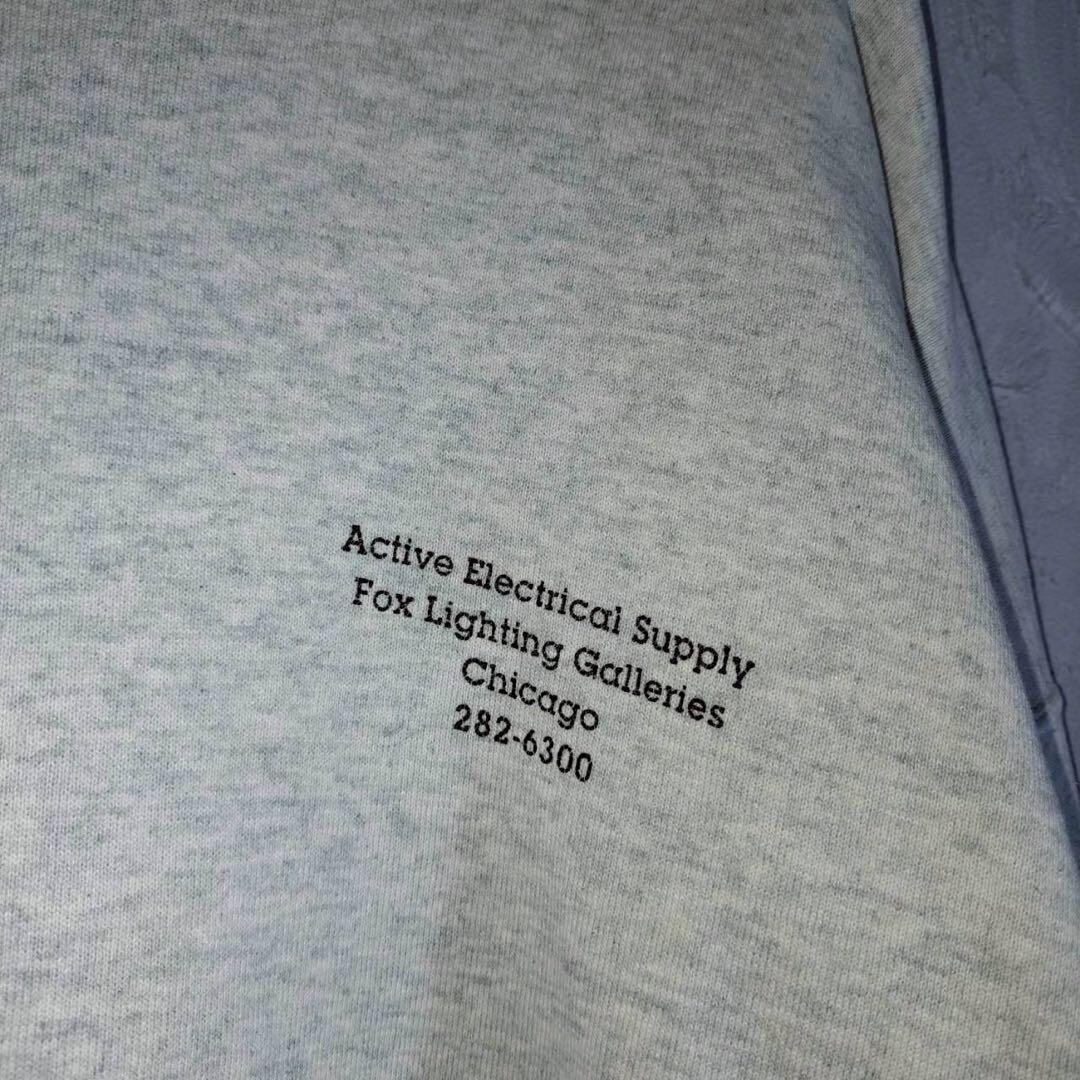 Active Electrical Supply
Fox Lighting Galleries
Chicago
282-6300